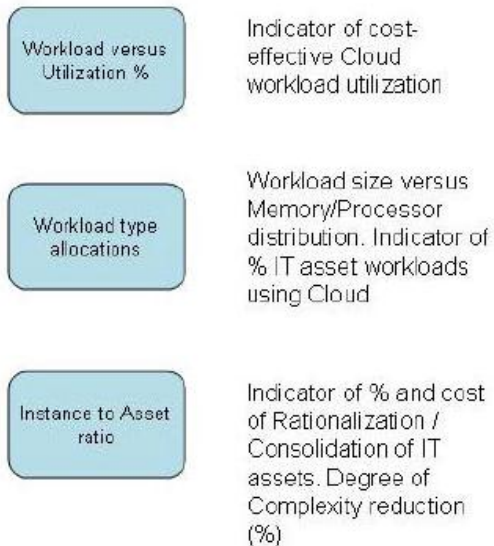 Workload versus
Utilization %
Indicator of cost-
effective Cloud
workload utilization
Workload type
allocations
Workload size versus
Memory/Processor
distribution. Indicator of
% IT asset workloads
using Cloud
Instance to Asset
ratio
Indicator of % and cost
of Rationalization /
Consolidation of IT
assets. Degree of
Complexity reduction
(%)